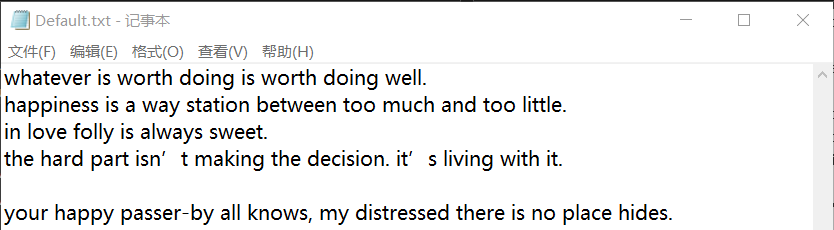 Default.txt - 记事本
文件(F) 编辑(E) 格式(O) 查看(V) 帮助(H)
whatever is worth doing is worth doing well.
happiness is a way station between too much and too little.
in love folly is always sweet.
the hard part isn’t making the decision. it’s living with it.
your happy passer-by all knows, my distressed there is no place hides.